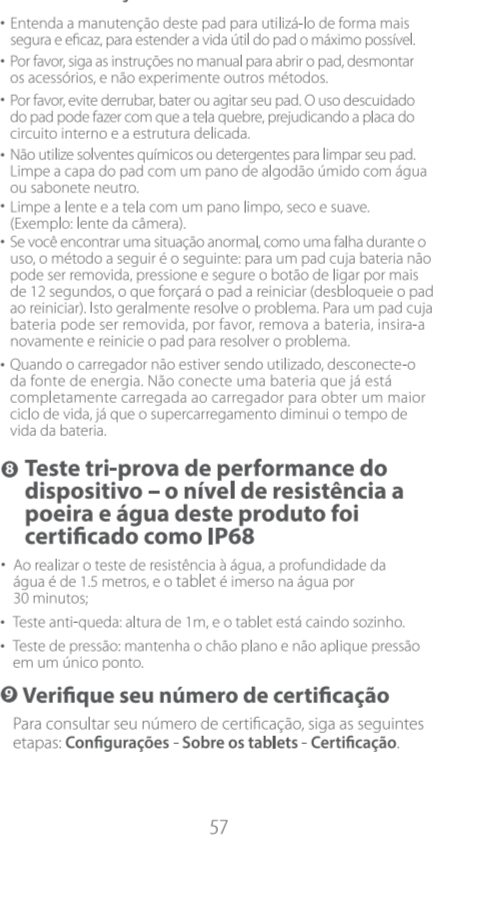 • Entenda a manutenção deste pad para utilizá-lo de forma mais
segura e eficaz, para estender a vida útil do pad o máximo possível.
• Por favor, siga as instruções no manual para abrir o pad, desmontar
os acessórios, e não experimente outros métodos.
• Por favor, evite derrubar, bater ou agitar seu pad. O uso descuidado
do pad pode fazer com que a tela quebre, prejudicando a placa do
circuito interno e a estrutura delicada.
• Não utilize solventes químicos ou detergentes para limpar seu pad.
Limpe a capa do pad com um pano de algodão úmido com água
ou sabonete neutro.
• Limpe a lente e a tela com um pano limpo, seco e suave.
(Exemplo: lente da câmera).
• Se você encontrar uma situação anormal, como uma falha durante o
uso, o método a seguir é o seguinte: para um pad cuja bateria não
pode ser removida, pressione e segure o botão de ligar por mais
de 12 segundos, o que forçará o pad a reiniciar (desbloqueie o pad
ao reiniciar). Isto geralmente resolve o problema. Para um pad cuja
bateria pode ser removida, por favor, remova a bateria, insira-a
novamente e reinicie o pad para resolver o problema.
• Quando o carregador não estiver sendo utilizado, desconecte-o
da fonte de energia. Não conecte uma bateria que já está
completamente carregada ao carregador para obter um maior
ciclo de vida, já que o supercarregamento diminui o tempo de
vida da bateria.
❽ Teste tri-prova de performance do
dispositivo – o nível de resistência a
poeira e água deste produto foi
certificado como IP68
• Ao realizar o teste de resistência à água, a profundidade da
água é de 1.5 metros, e o tablet é imerso na água por
30 minutos;
• Teste anti-queda: altura de 1m, e o tablet está caindo sozinho.
• Teste de pressão: mantenha o chão plano e não aplique pressão
em um único ponto.
❾ Verifique seu número de certificação
Para consultar seu número de certificação, siga as seguintes
etapas: Configurações - Sobre os tablets - Certificação.
57